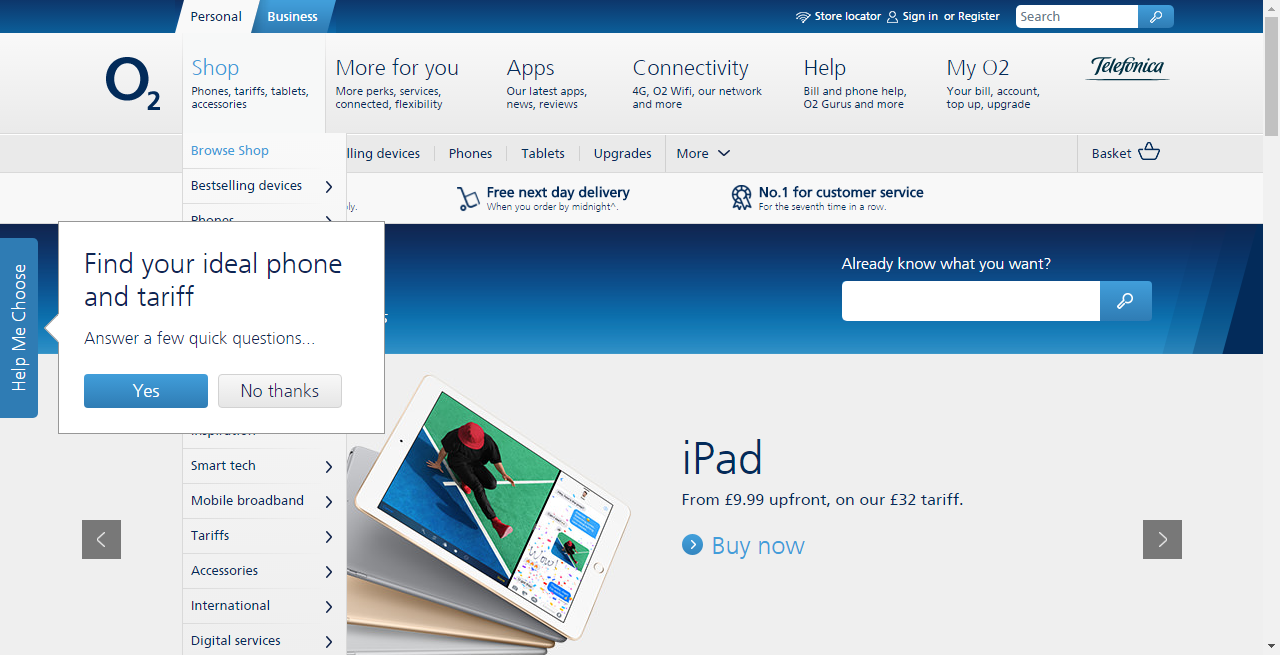 Personal
Business
Store locator
Sign in or Register
Search
O2
Shop
Phones, tariffs, tablets,
accessories
More for you
More perks, services,
connected, flexibility
Apps
Our latest apps,
news, reviews
Connectivity
4G, O2 Wifi, our network
and more
Help
Bill and phone help,
O2 Gurus and more
My O2
Your bill, account,
top up, upgrade
Telefónica
Browse Shop
lling devices
Phones
Tablets
Upgrades
More
Basket
Bestselling devices
Free next day delivery
When you order by midnight^.
No.1 for customer service
For the seventh time in a row.
Phones
Help Me Choose
Find your ideal phone
and tariff
Answer a few quick questions...
Yes
No thanks
Already know what you want?
Inspiration
Smart tech
Mobile broadband
Tariffs
Accessories
International
Digital services
iPad
From £9.99 upfront, on our £32 tariff.
Buy now
WOW!